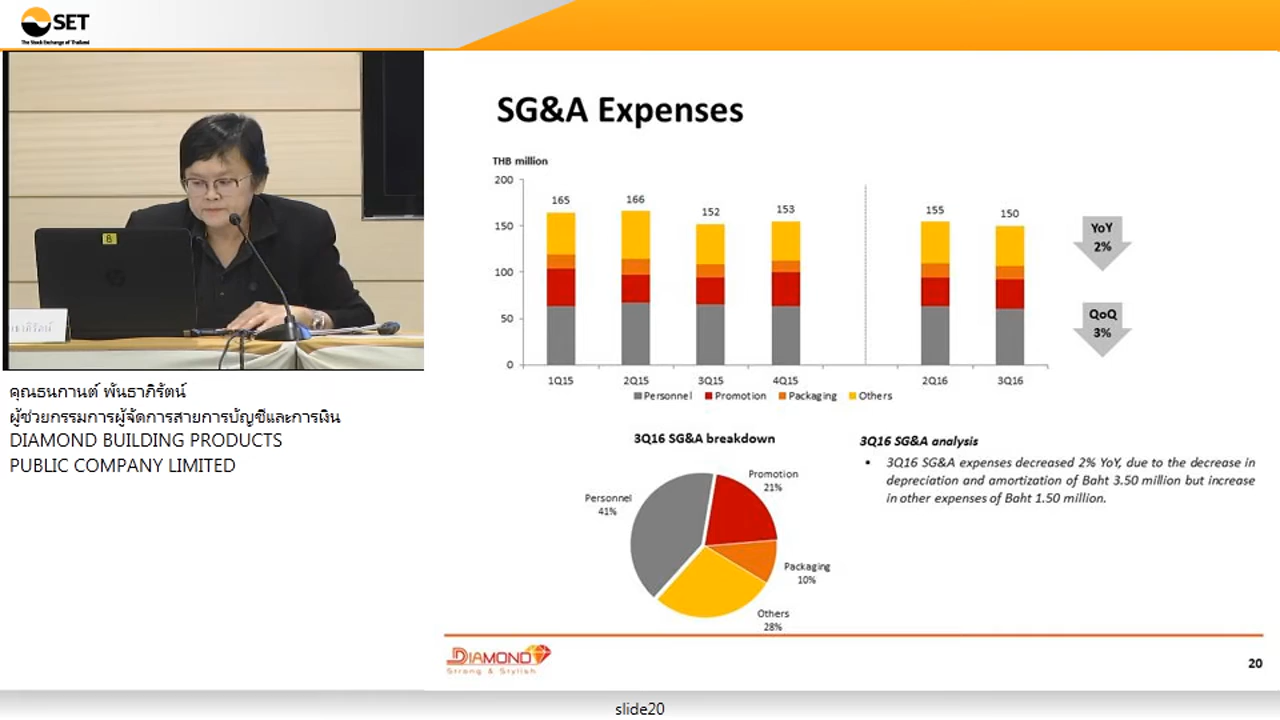 SET
The Stock Exchange of Thailand
SG&A Expenses
THB million
200
150
100
50
0
165
166
152
153
155
150
1Q15
2Q15
3Q15
4Q15
2Q16
3Q16
Personnel
Promotion
Packaging
Others
YoY
2%
QoQ
3%
8
คุณธนกานต์ พันธาภิรัตน์
ผู้ช่วยกรรมการผู้จัดการสายการบัญชีและการเงิน
DIAMOND BUILDING PRODUCTS
PUBLIC COMPANY LIMITED
3Q16 SG&A breakdown
Promotion
21%
Personnel
41%
Packaging
10%
Others
28%
3Q16 SG&A analysis
▪ 3Q16 SG&A expenses decreased 2% YoY, due to the decrease in
depreciation and amortization of Baht 3.50 million but increase
in other expenses of Baht 1.50 million.
DIAMOND
Strong & Stylish
20
slide20